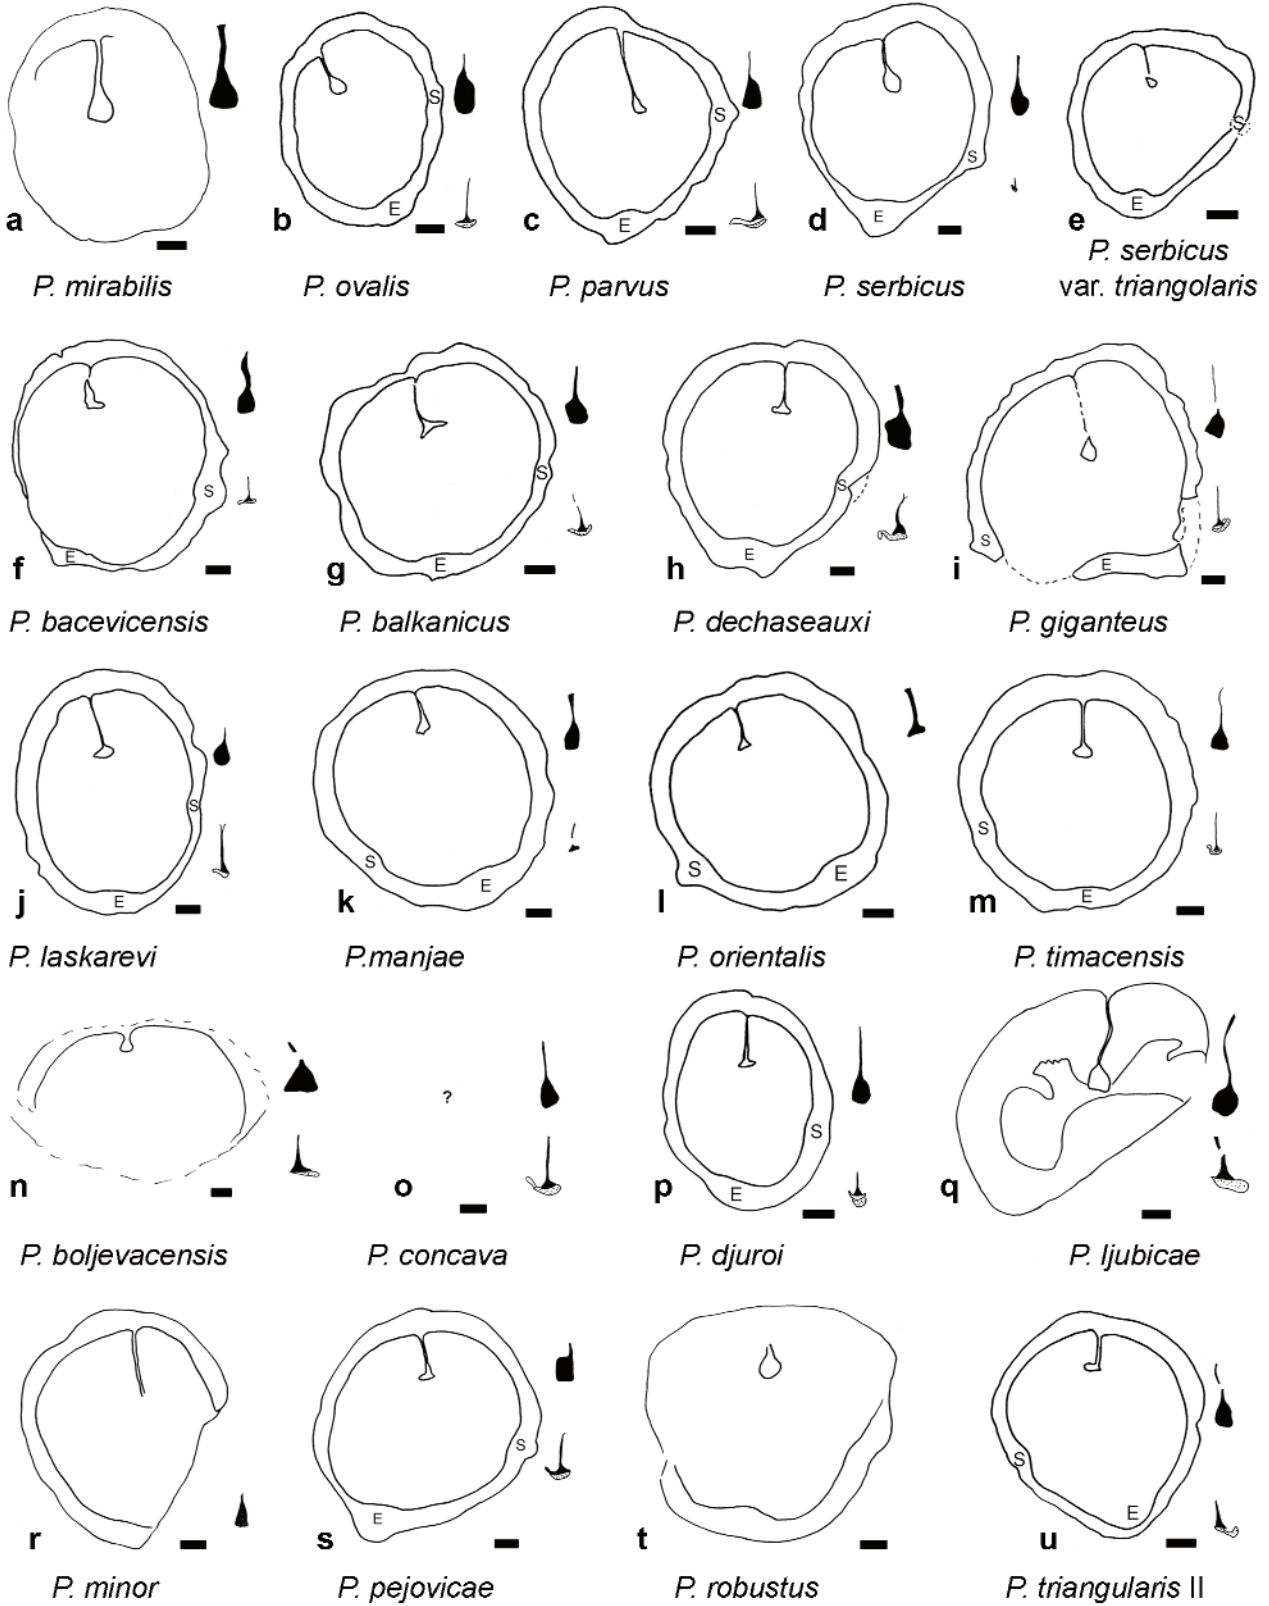 S
E
S
E
S
E
S
E
a
b
c
d
e
P. mirabilis
P. ovalis
P. parvus
P. serbicus
P. serbicus
var. triangolaris
S
E
S
E
S
E
S
E
f
g
h
i
P. bacevicensis
P. balkanicus
P. dechaseauxi
P. giganteus
S
E
S
E
S
E
S
E
j
k
l
m
P. laskarevi
P.manjae
P. orientalis
P. timacensis
?
S
E
n
o
p
q
P. boljevacensis
P. concava
P. djuroi
P. ljubicae
S
E
S
E
r
s
t
u
P. minor
P. pejovicae
P. robustus
P. triangularis II